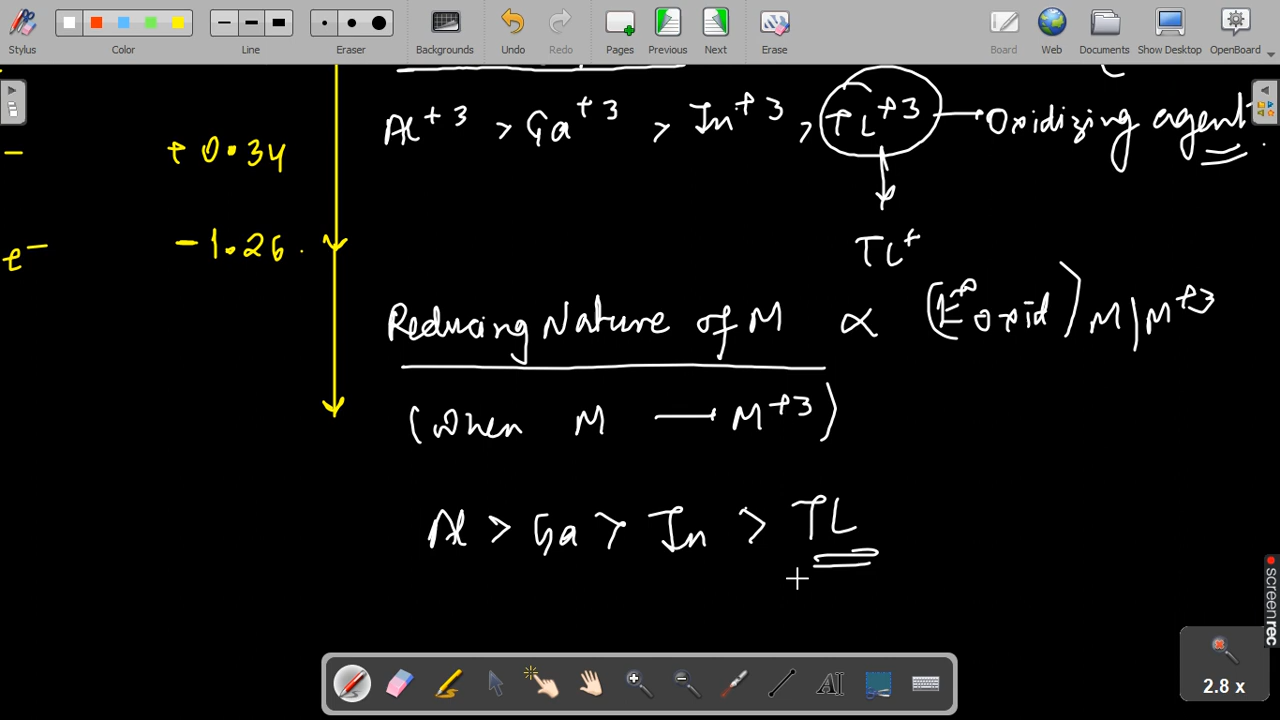 Stylus Color Line Eraser Backgrounds Undo Redo Pages Previous Next Erase Board Web Documents Show Desktop OpenBoard
Al+3 > Ga+3 > In+3 > TL+3 → Oxidizing agent
- +0.34
TL+
e- -1.26
Reducing Nature of M ∝ (E° oxid) M|M+3
(when M — M+3)
Al > Ga > In > TL
screenrec
2.8 x